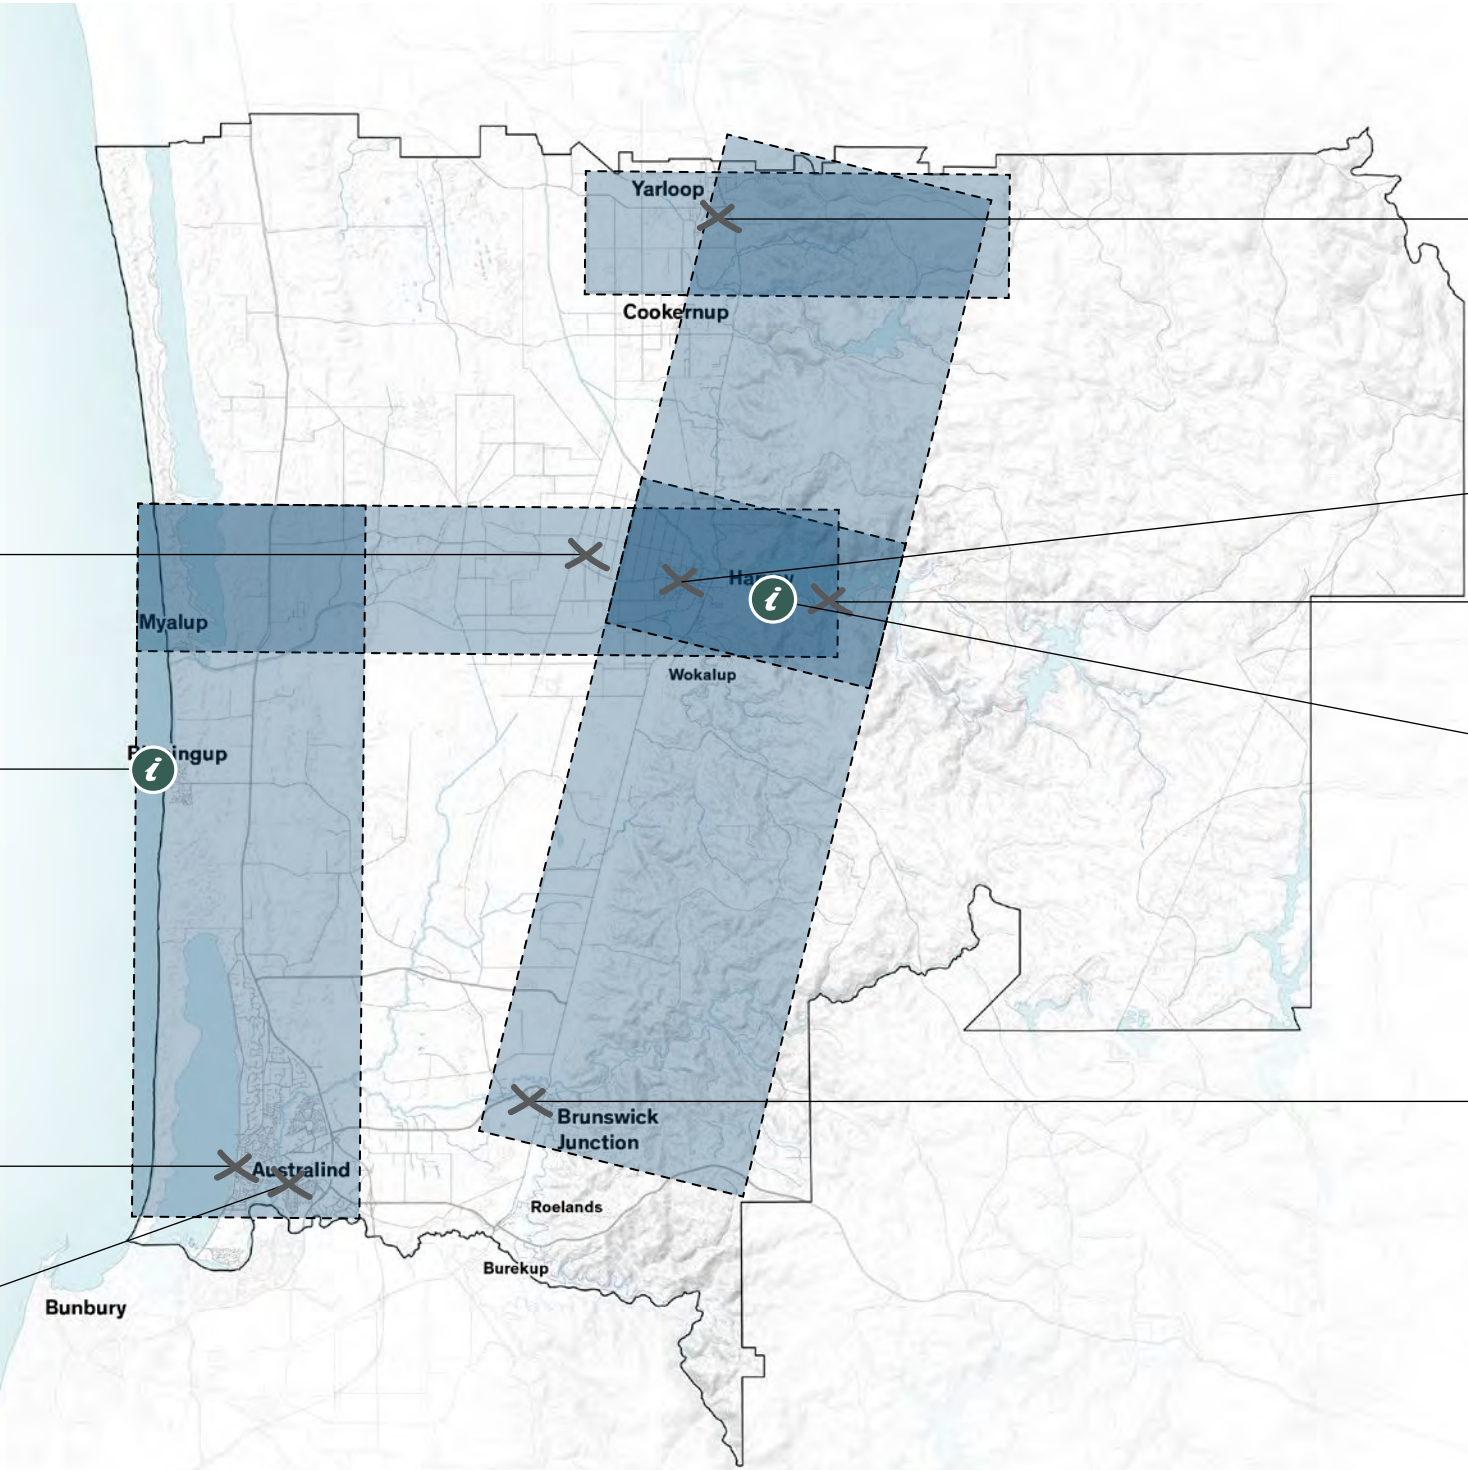 Yarloop
Cookernup
i
Myalup
Wokalup
i
Brunswick
Junction
Australind
Roelands
Burekup
Bunbury